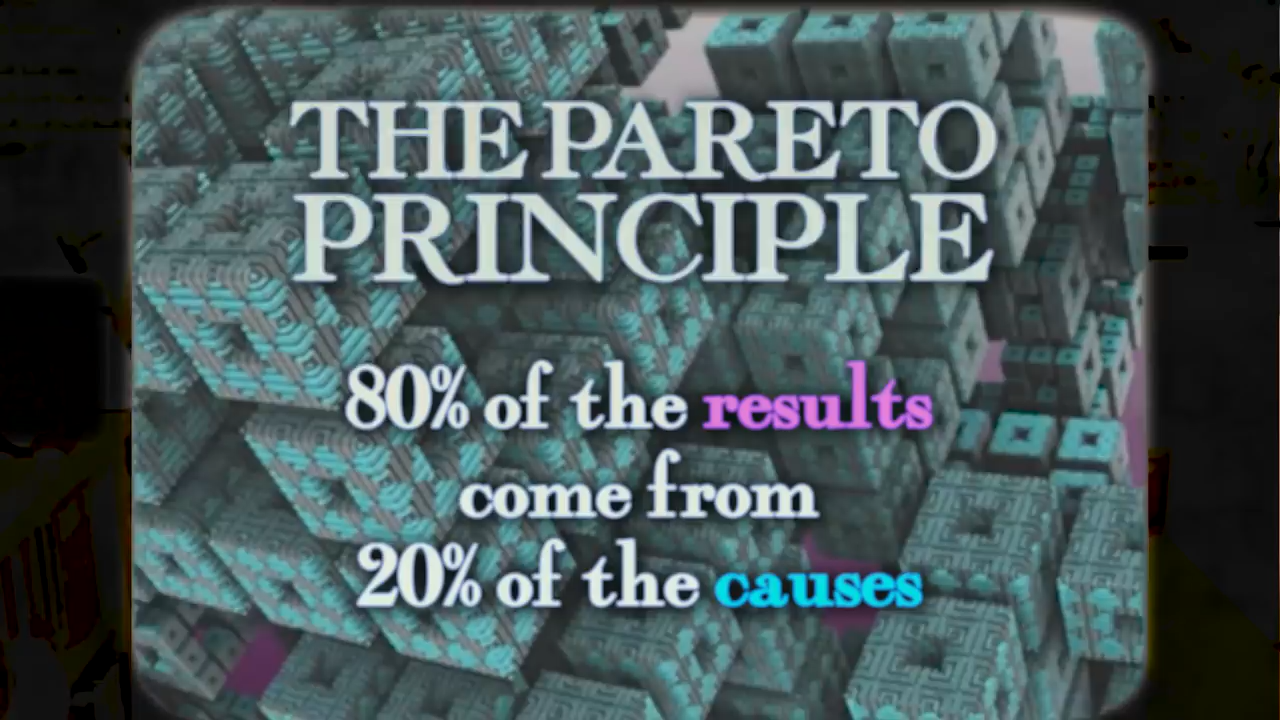 THE PARETO
PRINCIPLE
80% of the results
come from
20% of the causes